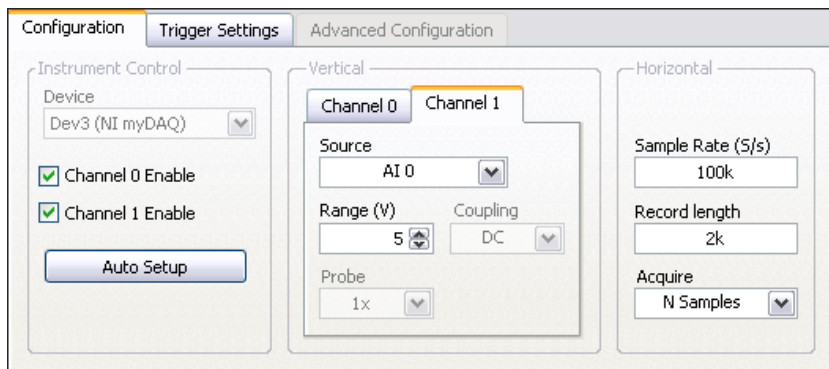 Configuration
Trigger Settings
Advanced Configuration
Instrument Control
Device
Dev3 (NI myDAQ)
Channel 0 Enable
Channel 1 Enable
Auto Setup
Vertical
Channel 0
Channel 1
Source
AI 0
Range (V)
5
Coupling
DC
Probe
1x
Horizontal
Sample Rate (S/s)
100k
Record length
2k
Acquire
N Samples